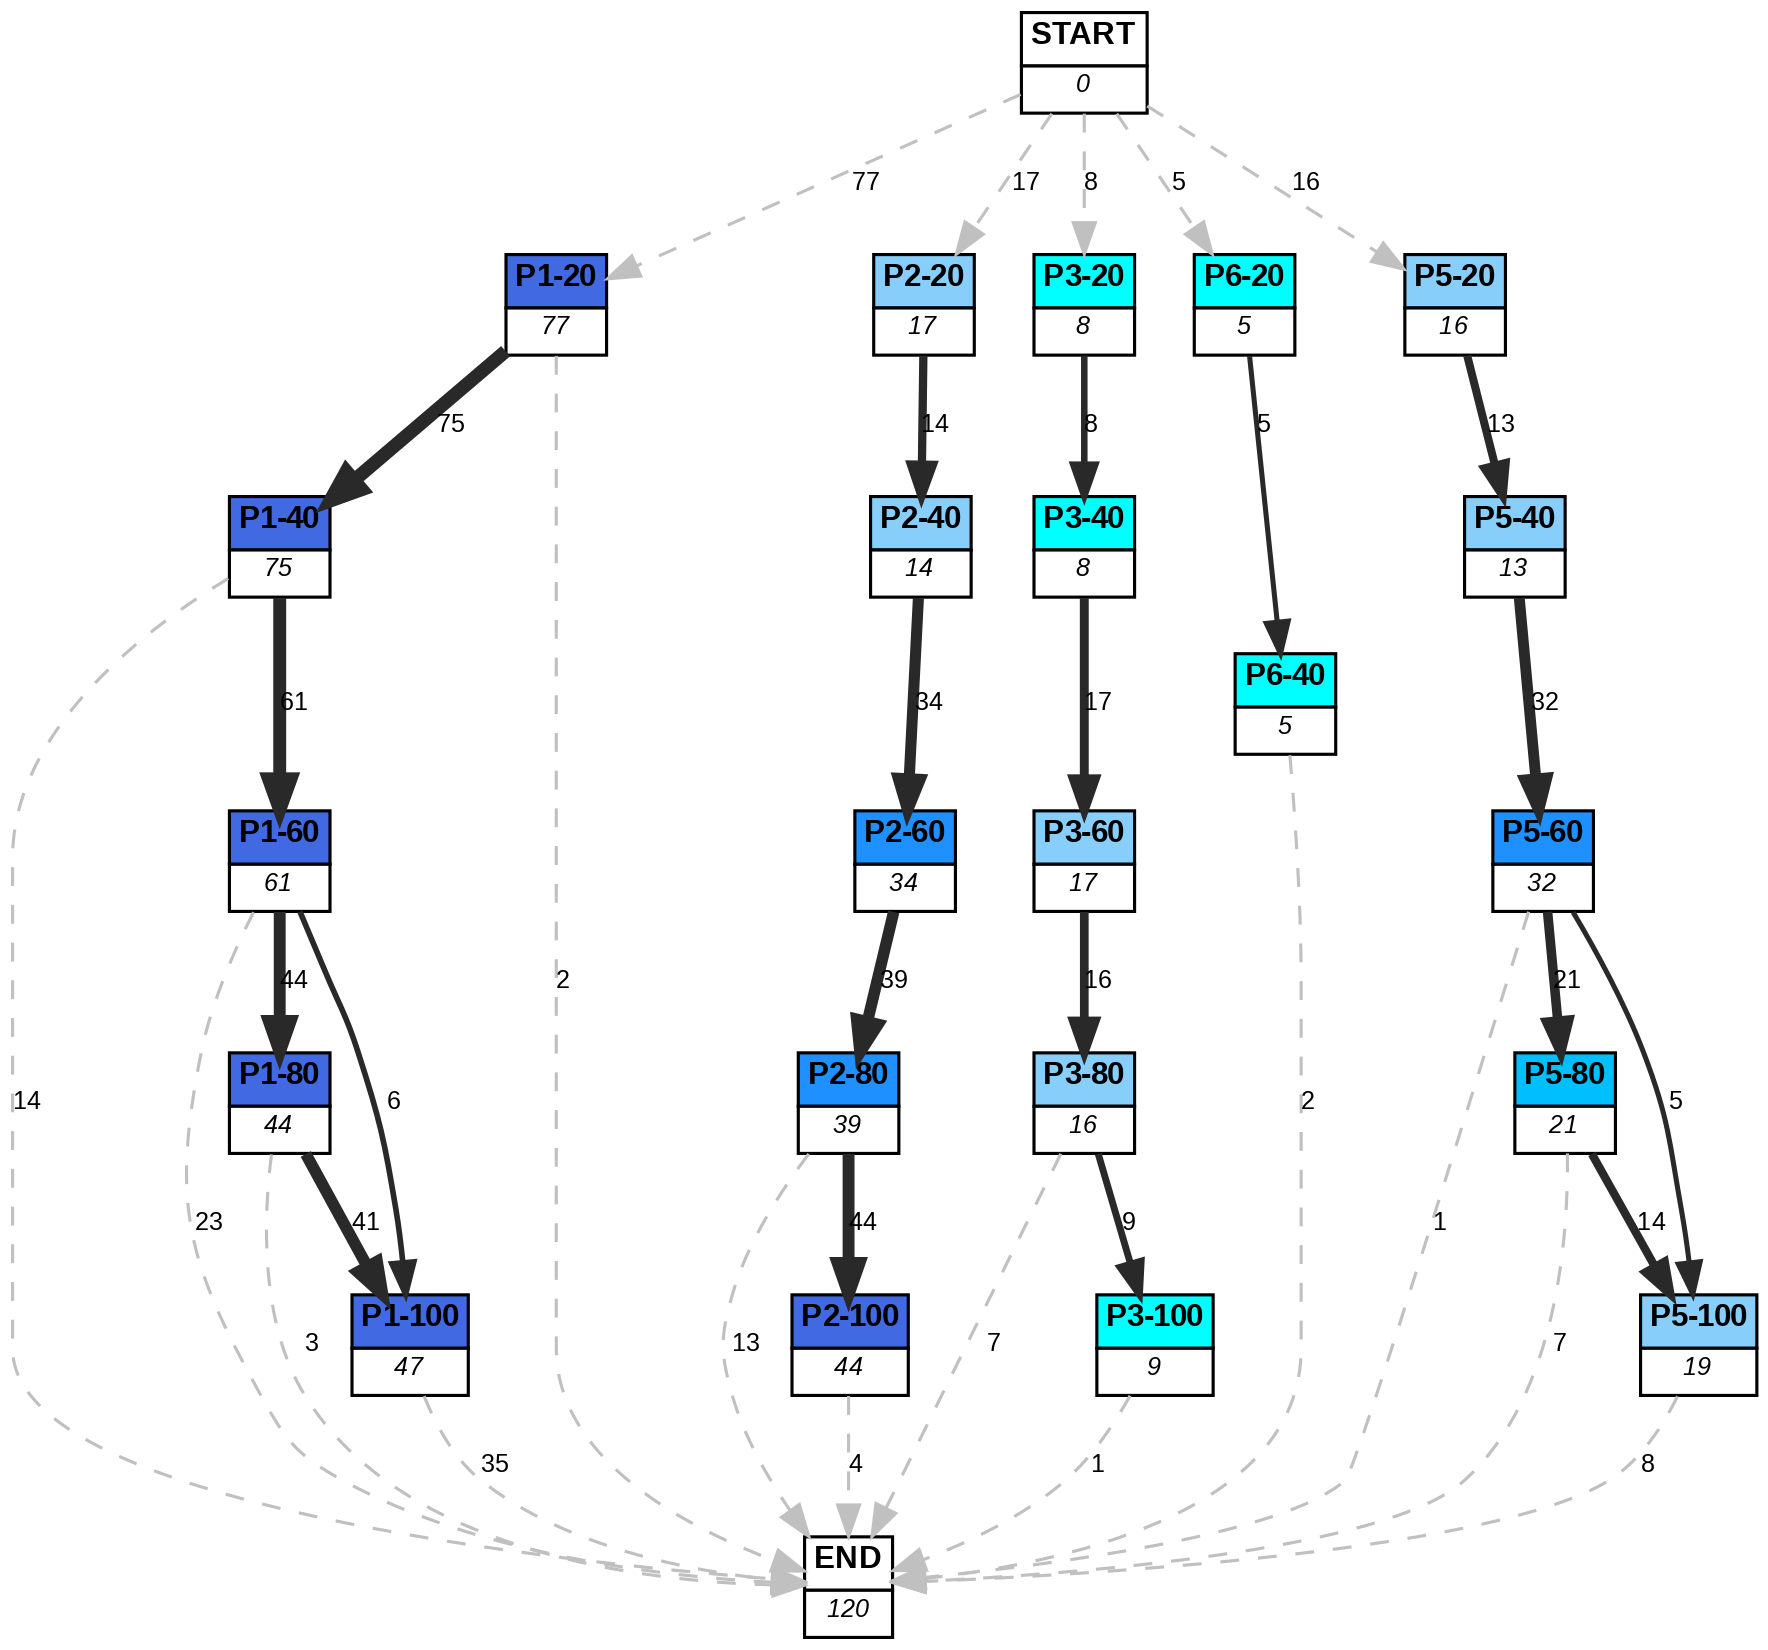 START
0
77
17
8
5
16
P1-20
77
P2-20
17
P3-20
8
P6-20
5
P5-20
16
75
14
8
5
13
P1-40
75
P2-40
14
P3-40
8
P5-40
13
61
34
17
P6-40
5
32
P1-60
61
P2-60
34
P3-60
17
P5-60
32
44
2
39
16
21
P1-80
44
P2-80
39
P3-80
16
P5-80
21
14
6
2
5
23
41
44
9
1
14
3
P1-100
47
13
P2-100
44
7
P3-100
9
7
P5-100
19
35
4
1
8
END
120